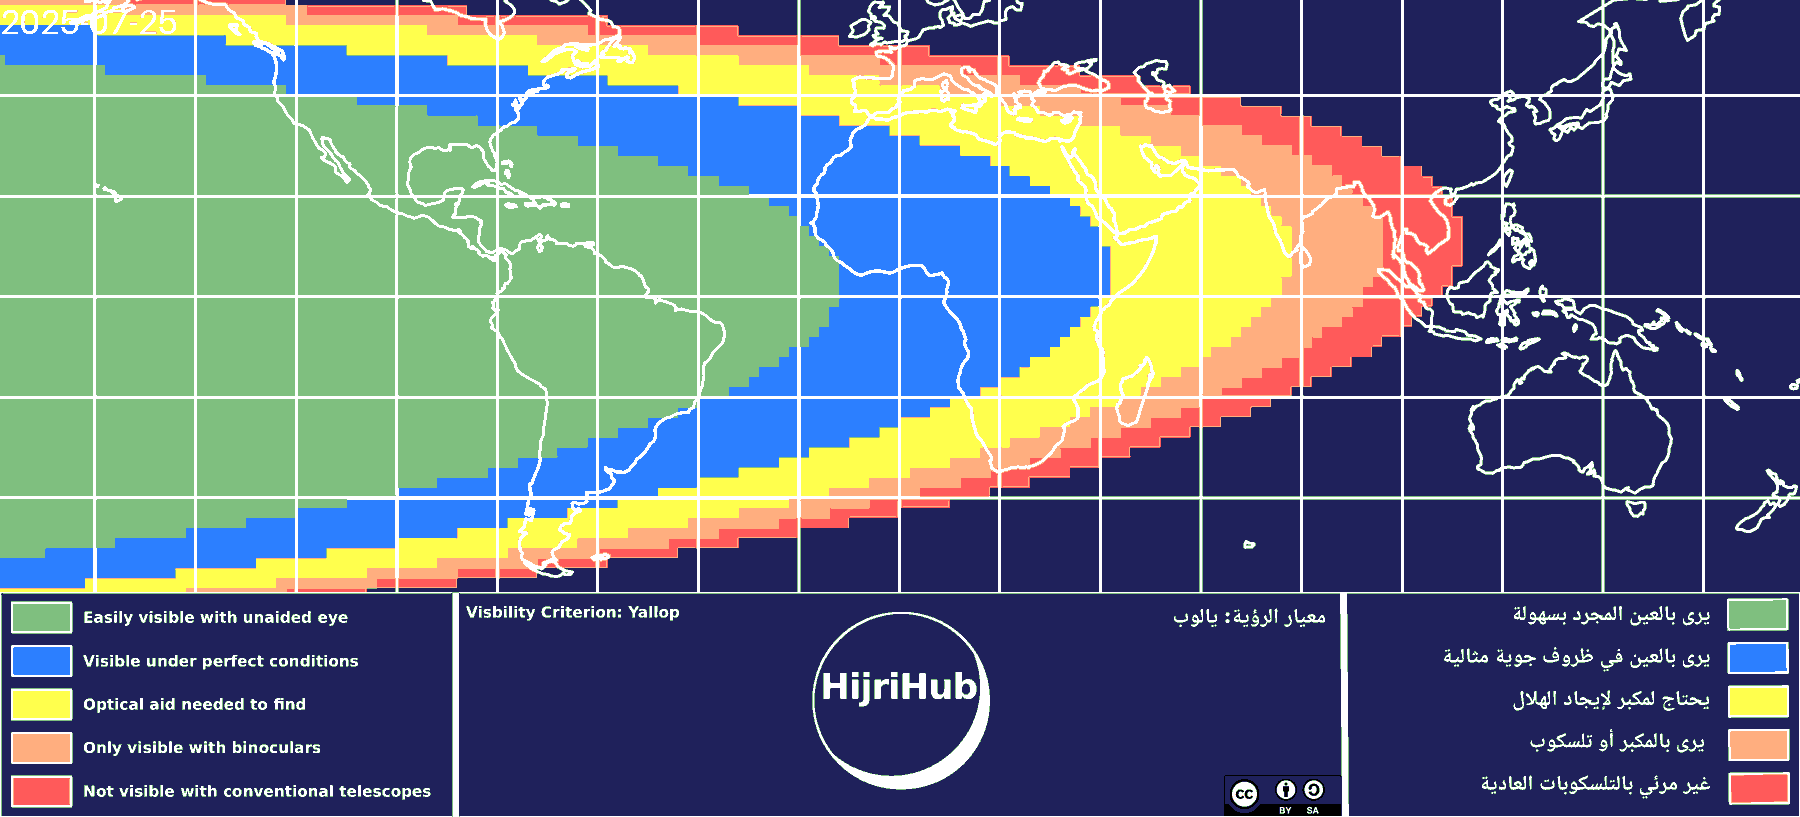 2025-07-25
Easily visible with unaided eye
Visible under perfect conditions
Optical aid needed to find
Only visible with binoculars
Not visible with conventional telescopes
Visbility Criterion: Yallop
معيار الرؤية: يالوب
HijriHub
cc
BY SA
يرى بالعين المجرد بسهولة
يرى بالعين في ظروف جوية مثالية
يحتاج لمكبر لإيجاد الهلال
يرى بالمكبر أو تلسكوب
غير مرئي بالتلسكوبات العادية